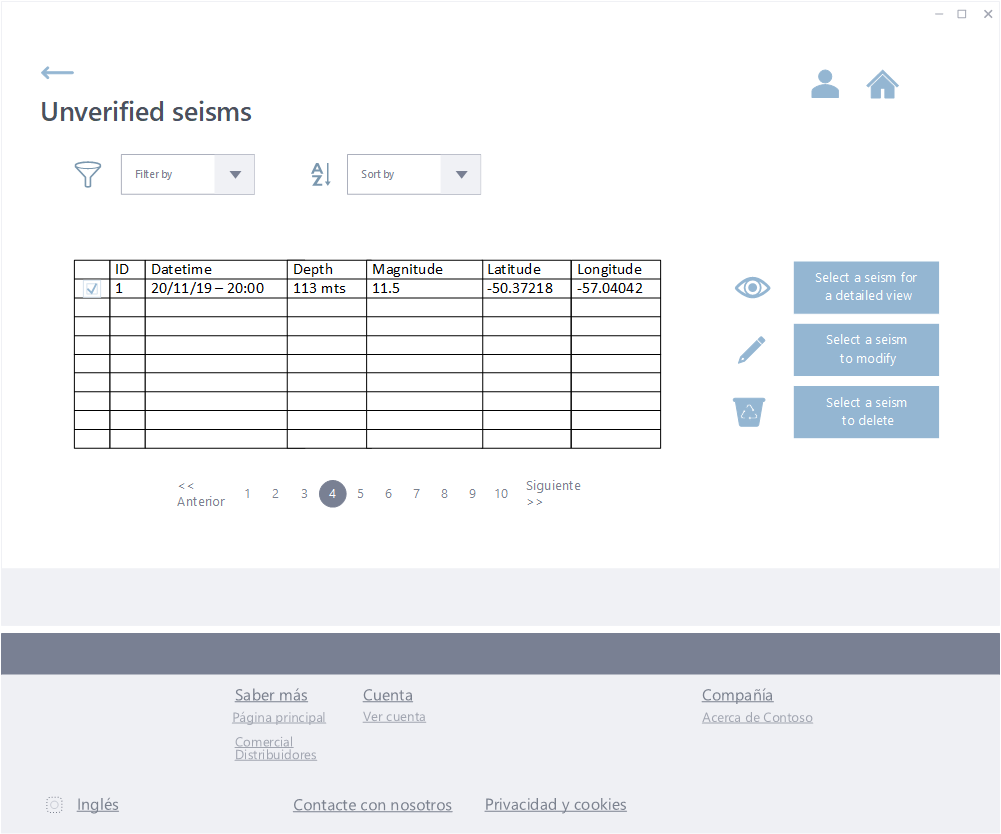 Unverified seisms
Filter by
A
Z
Sort by
ID Datetime Depth Magnitude Latitude Longitude
1 20/11/19 – 20:00 113 mts 11.5 -50.37218 -57.04042
Select a seism for
a detailed view
Select a seism
to modify
Select a seism
to delete
<<
Anterior
1 2 3 4 5 6 7 8 9 10
Siguiente
>>
Saber más
Página principal
Comercial
Distribuidores
Cuenta
Ver cuenta
Compañía
Acerca de Contoso
Inglés
Contacte con nosotros
Privacidad y cookies